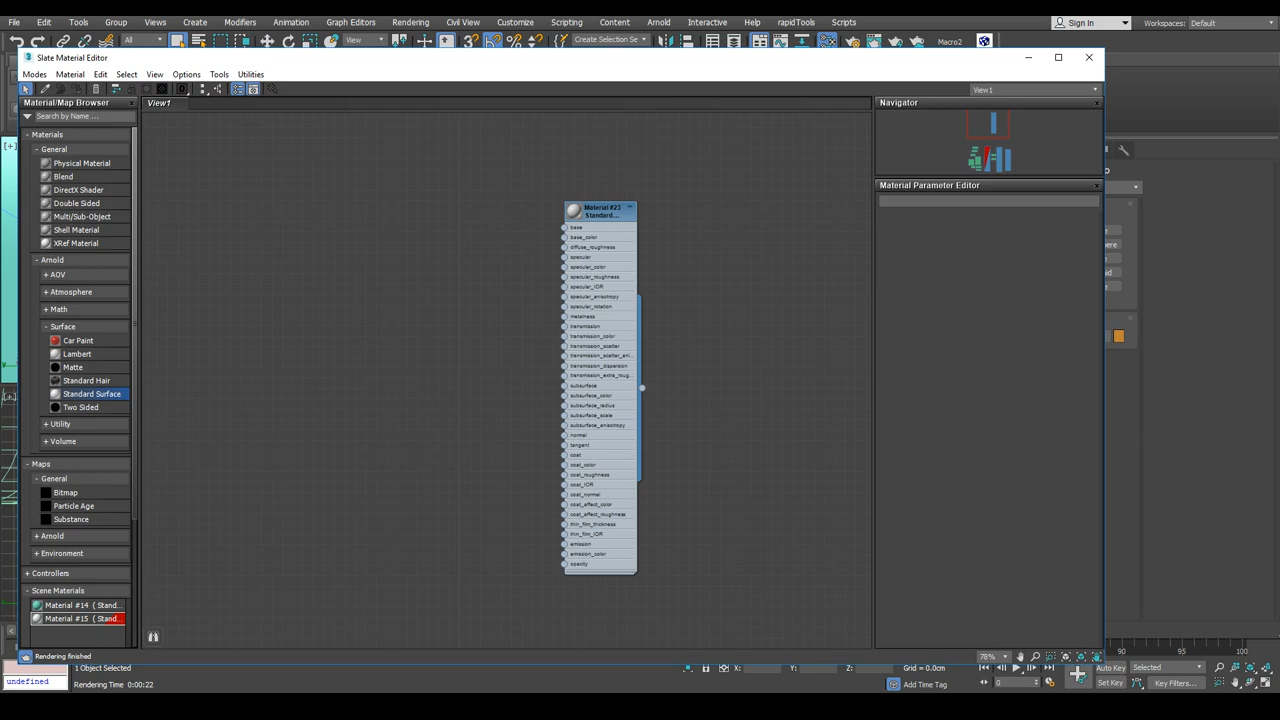 File Edit Tools Group Views Create Modifiers Animation Graph Editors Rendering Civil View Customize Scripting Content Arnold Interactive Help rapidTools Scripts Sign In Workspaces: Default
All View Create Selection Se Macro2
3 Slate Material Editor
Modes Material Edit Select View Options Tools Utilities
View1
Material/Map Browser
View1
Navigator
Search by Name ...
- Materials
- General
Physical Material
Blend
DirectX Shader
Double Sided
Multi/Sub-Object
Shell Material
XRef Material
- Arnold
+ AOV
+ Atmosphere
+ Math
- Surface
Car Paint
Lambert
Matte
Standard Hair
Standard Surface
Two Sided
+ Utility
+ Volume
- Maps
- General
Bitmap
Particle Age
Substance
+ Arnold
+ Environment
+ Controllers
- Scene Materials
Material #14 ( Stand...
Material #15 ( Stand...
Material #23
Standard...
base
base_color
diffuse_roughness
specular
specular_color
specular_roughness
specular_IOR
specular_anisotropy
specular_rotation
metalness
transmission
transmission_color
transmission_scatter
transmission_scatter_ani...
transmission_dispersion
transmission_extra_roug...
subsurface
subsurface_color
subsurface_radius
subsurface_scale
subsurface_anisotropy
normal
tangent
coat
coat_color
coat_roughness
coat_IOR
coat_normal
coat_affect_color
coat_affect_roughness
thin_film_thickness
thin_film_IOR
emission
emission_color
opacity
Material Parameter Editor
Rendering finished
78%
90 95 100
undefined
1 Object Selected
X: Y: Z: Grid = 0.0cm
Auto Key Selected
Rendering Time 0:00:22
Add Time Tag
0
Set Key Key Filters...